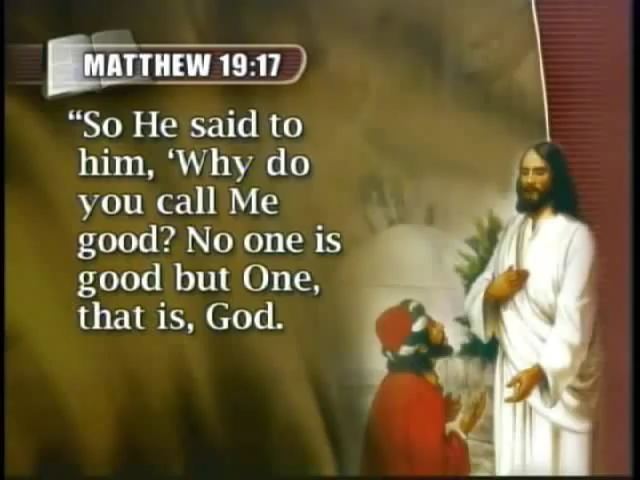 MATTHEW 19:17
“So He said to
him, ‘Why do
you call Me
good? No one is
good but One,
that is, God.